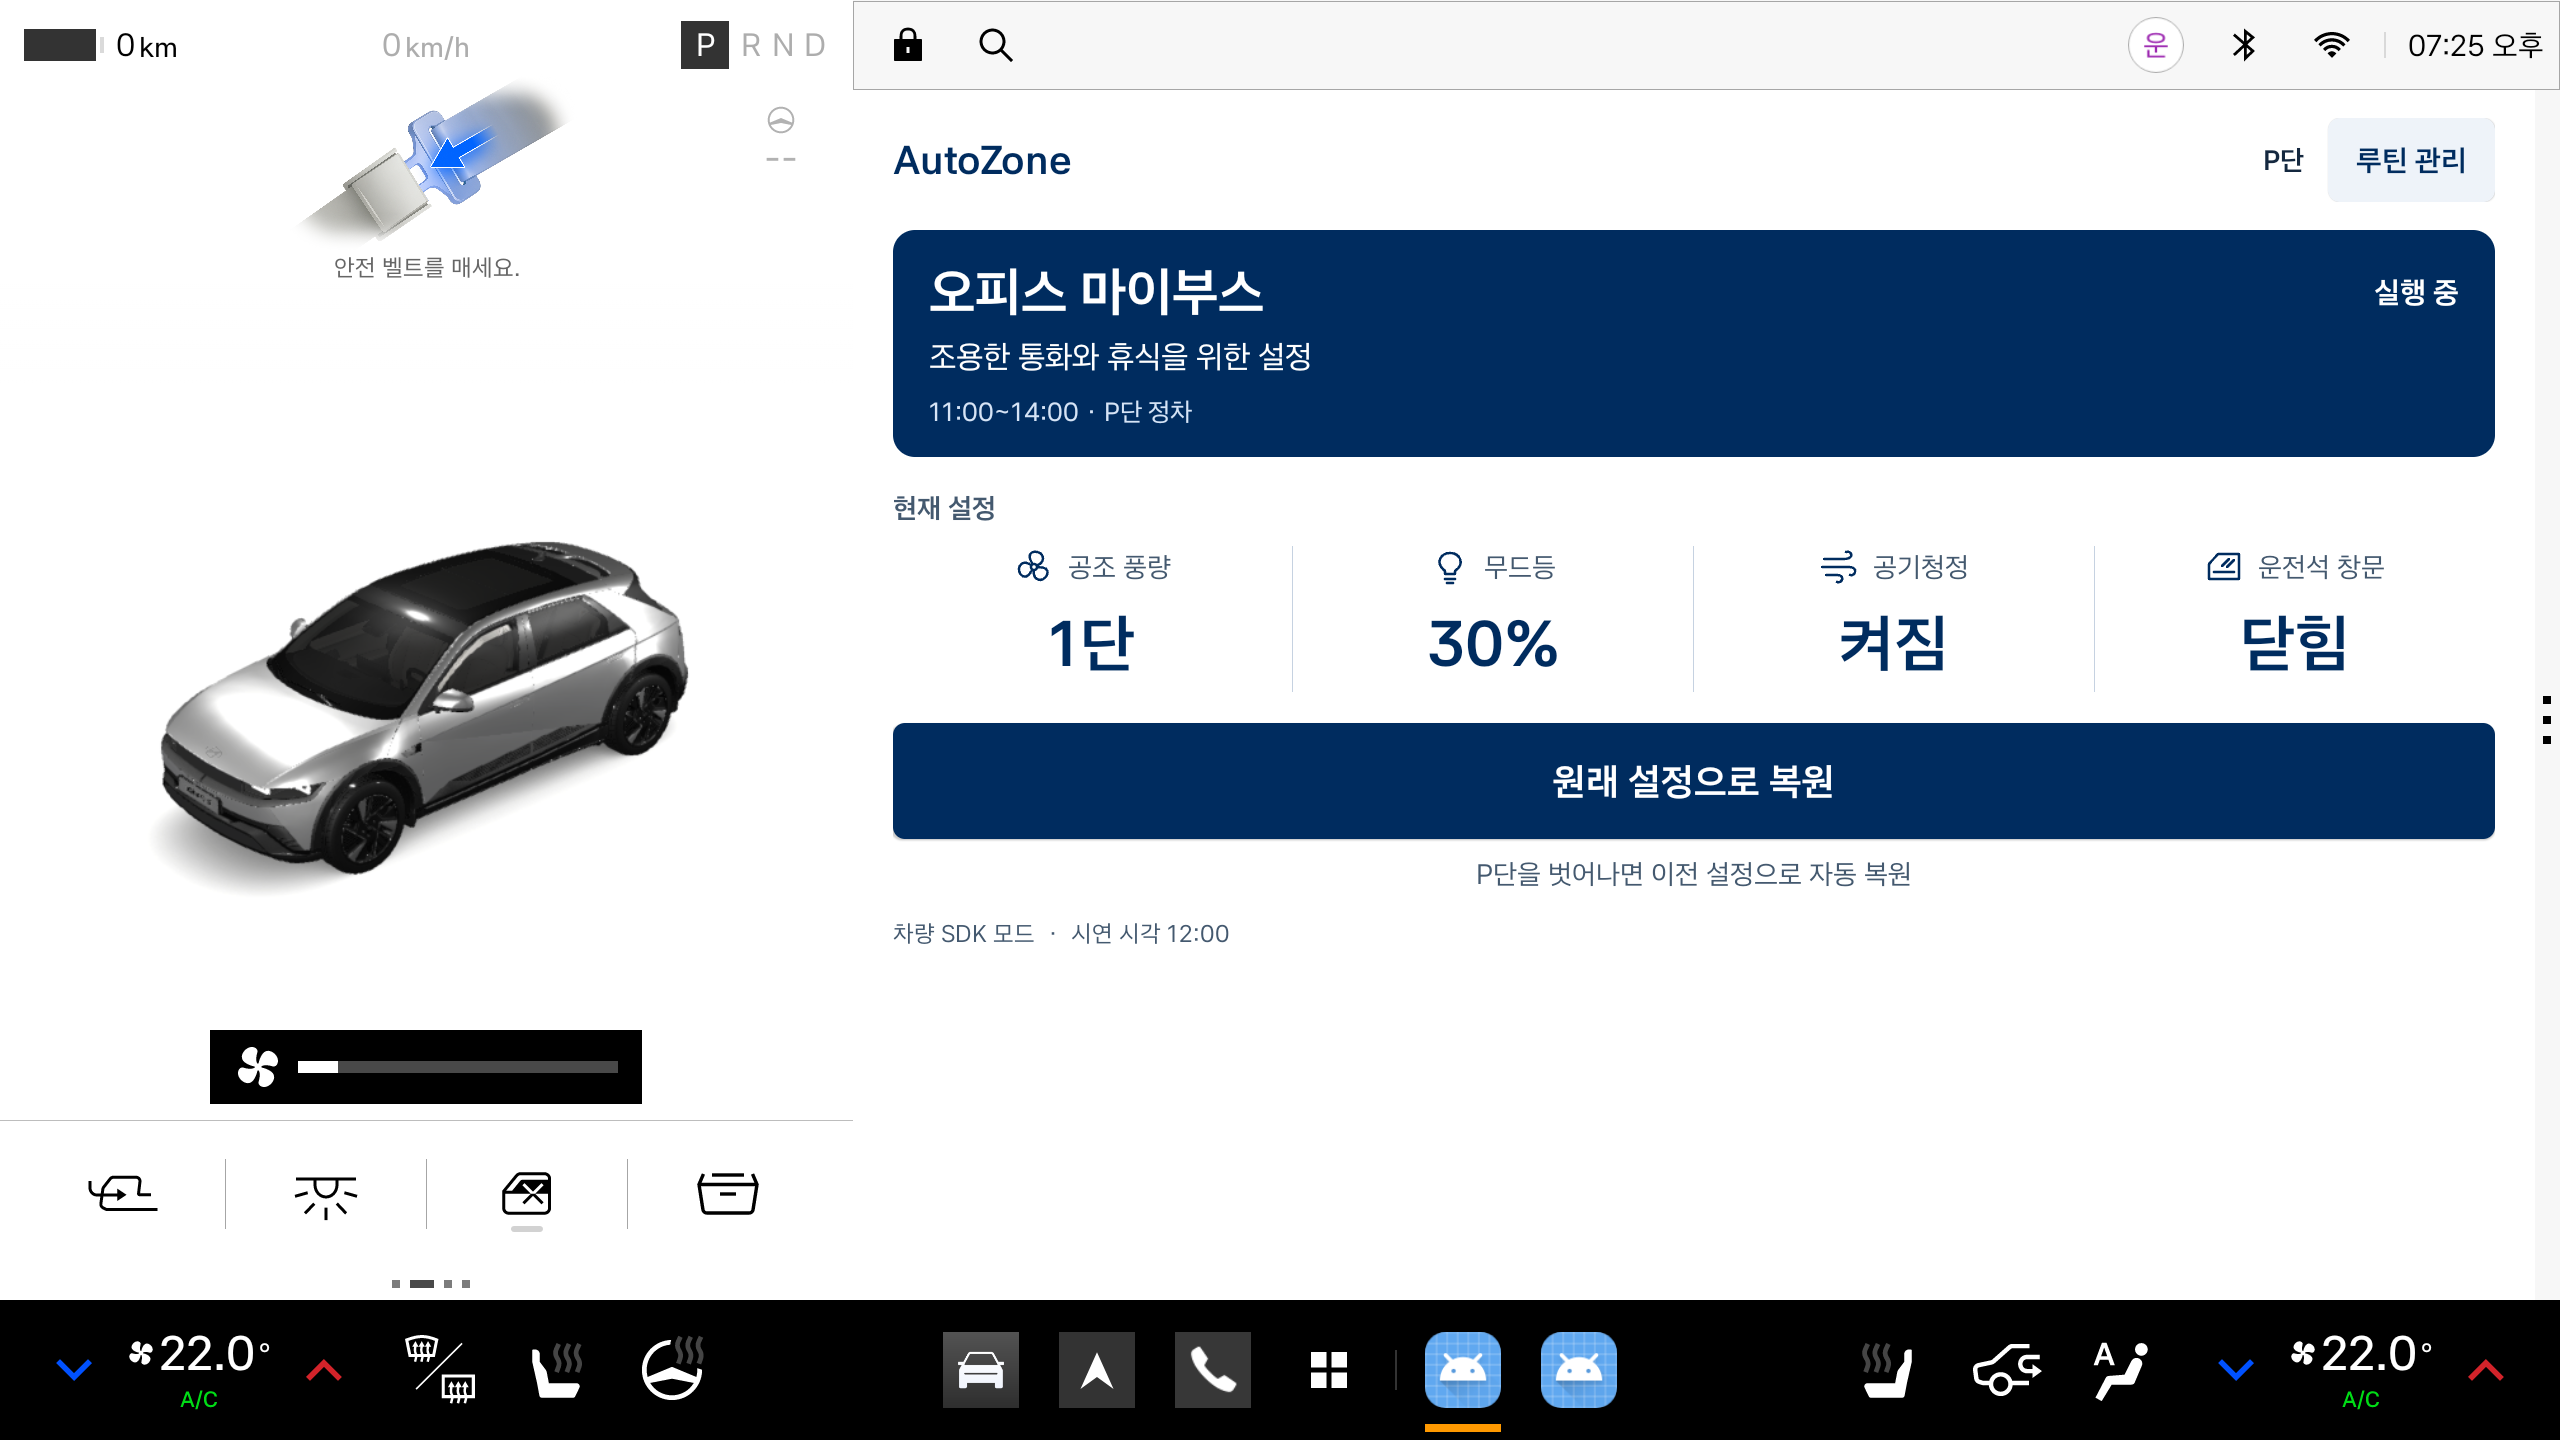 0 km
0 km/h
P R N D
07:25 오후
운
--
안전 벨트를 매세요.
AutoZone
P단
루틴 관리
오피스 마이부스
실행 중
조용한 통화와 휴식을 위한 설정
11:00~14:00 · P단 정차
현재 설정
공조 풍량
1단
무드등
30%
공기청정
켜짐
운전석 창문
닫힘
원래 설정으로 복원
P단을 벗어나면 이전 설정으로 자동 복원
차량 SDK 모드 · 시연 시각 12:00
22.0°
A/C
A
22.0°
A/C